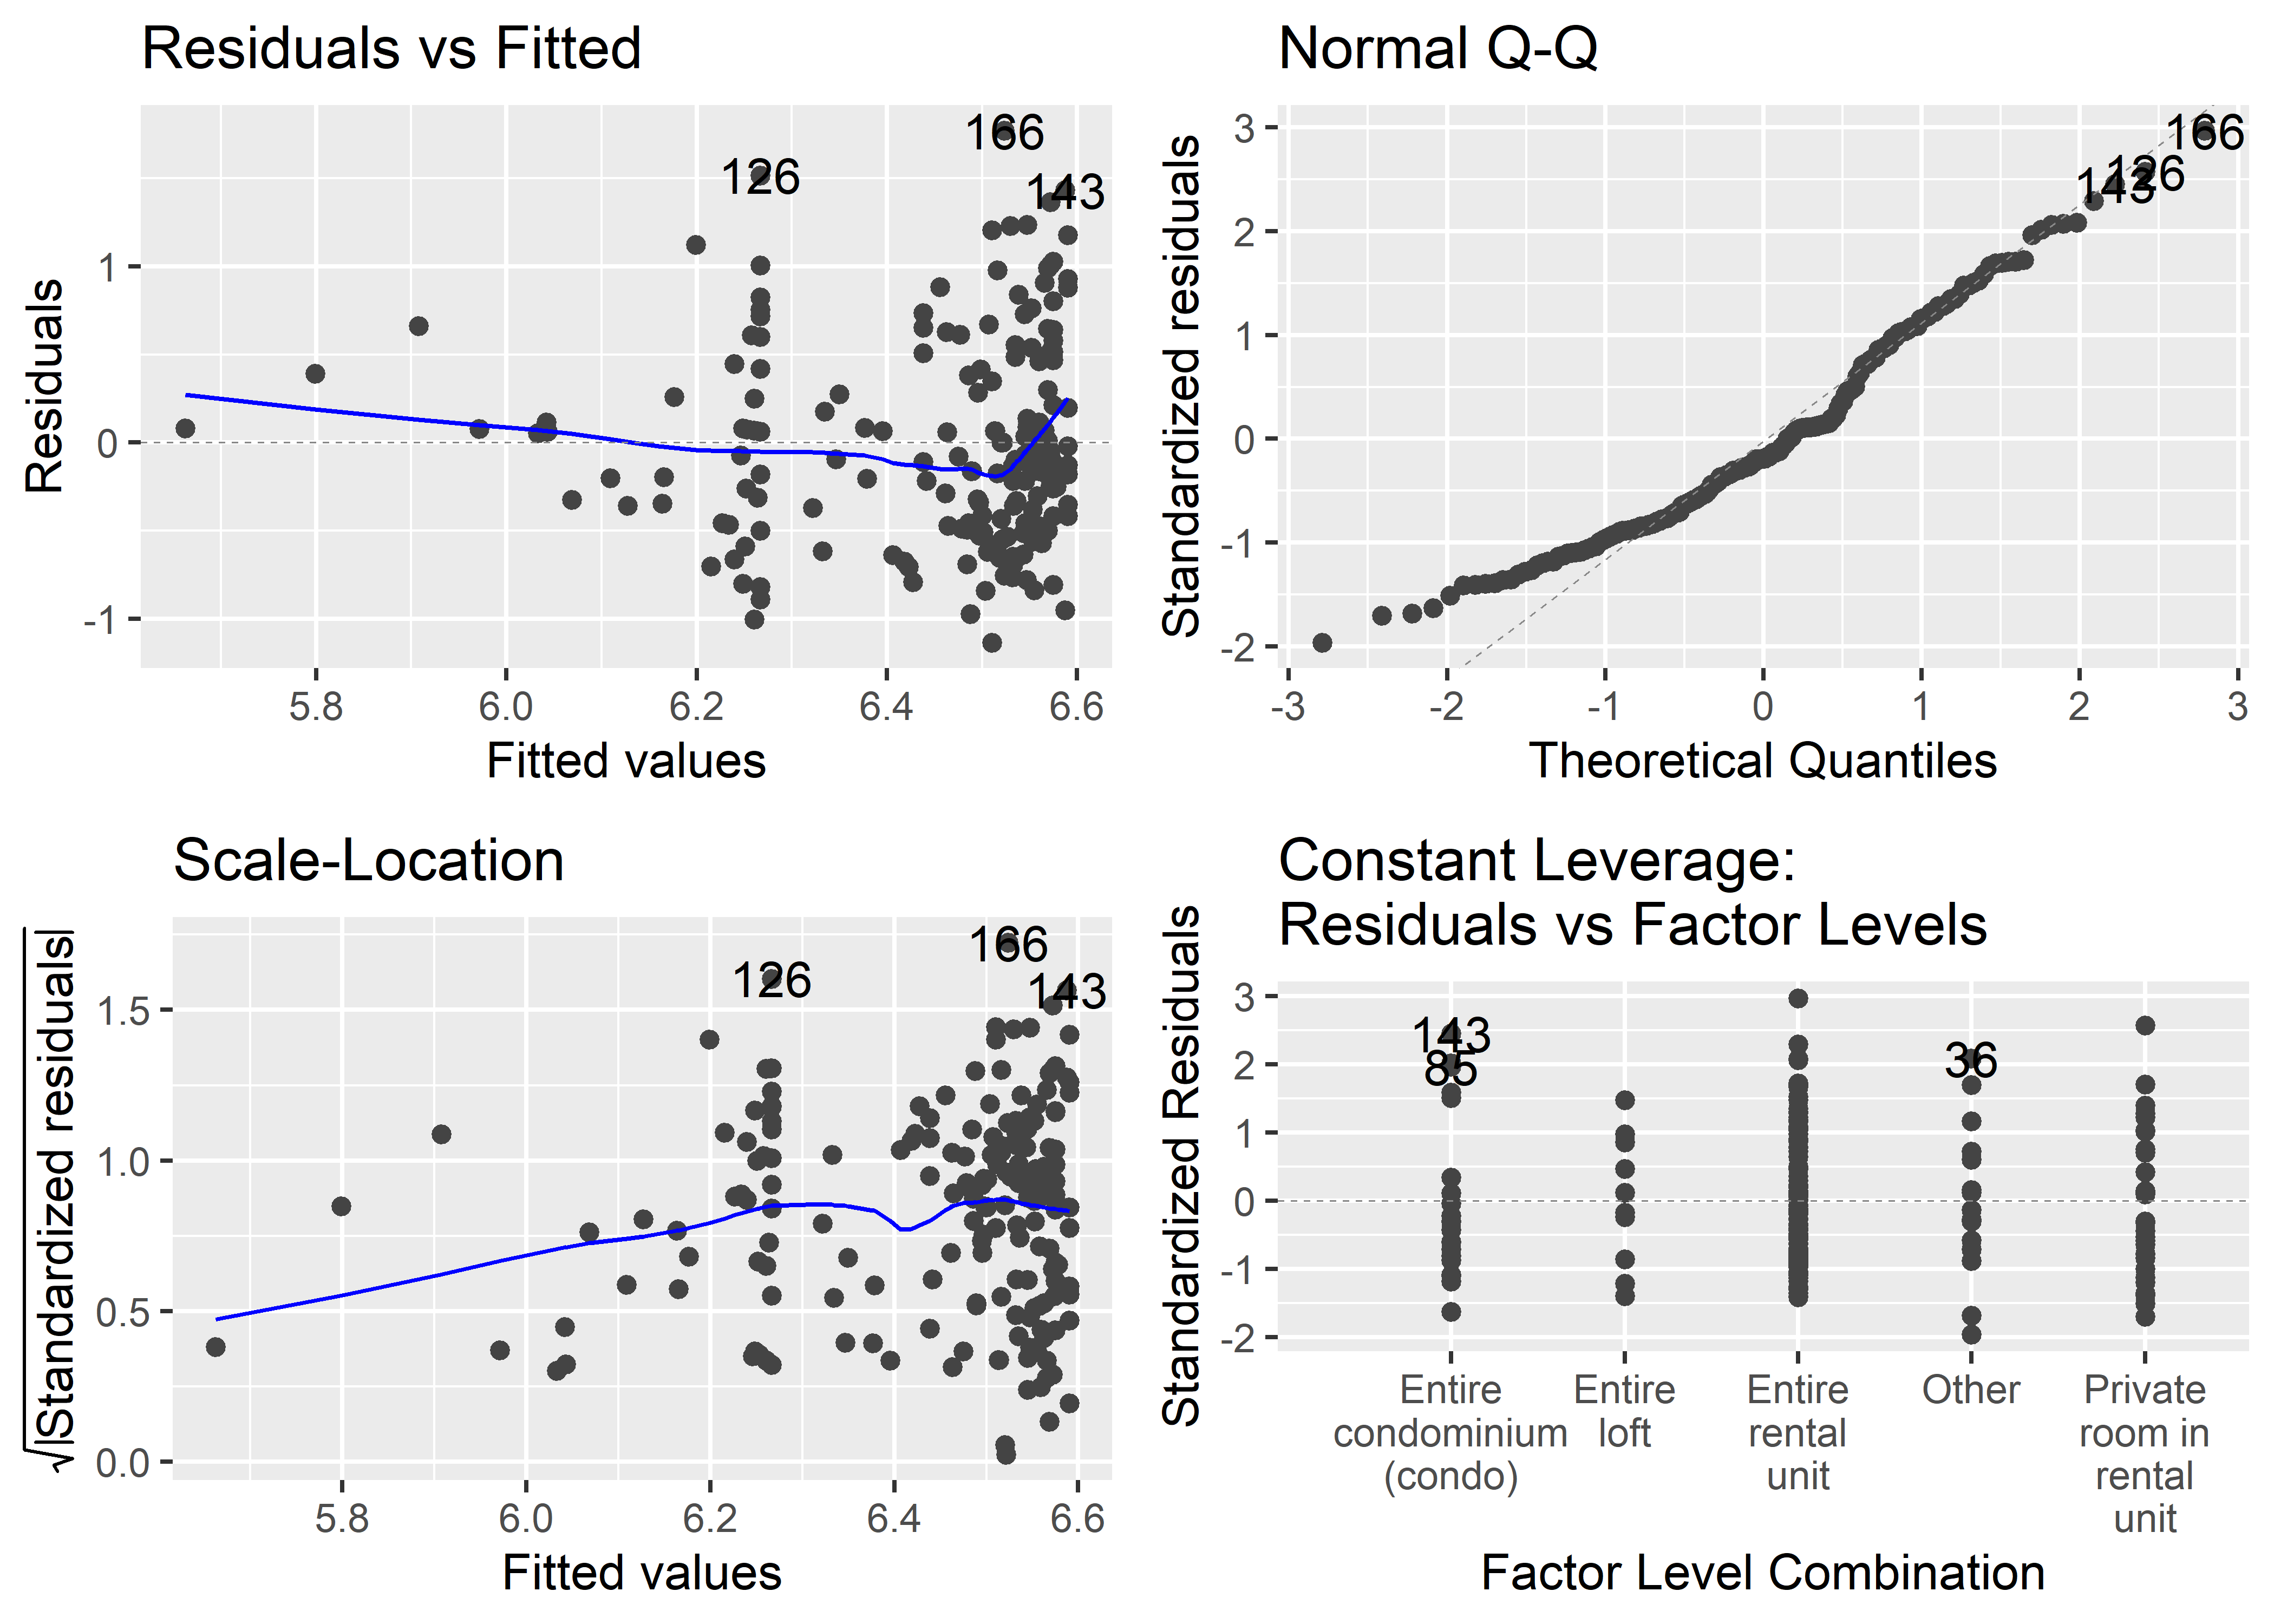 Residuals vs Fitted
Residuals
1
0
-1
166
126
143
5.8 6.0 6.2 6.4 6.6
Fitted values
Normal Q-Q
Standardized residuals
3
2
1
0
-1
-2
166
126
143
-3 -2 -1 0 1 2 3
Theoretical Quantiles
Scale-Location
√|Standardized residuals|
1.5
1.0
0.5
0.0
166
126
143
5.8 6.0 6.2 6.4 6.6
Fitted values
Constant Leverage:
Residuals vs Factor Levels
Standardized Residuals
3
2
1
0
-1
-2
143
85
36
Entire
condominium
(condo)
Entire
loft
Entire
rental
unit
Other
Private
room in
rental
unit
Factor Level Combination